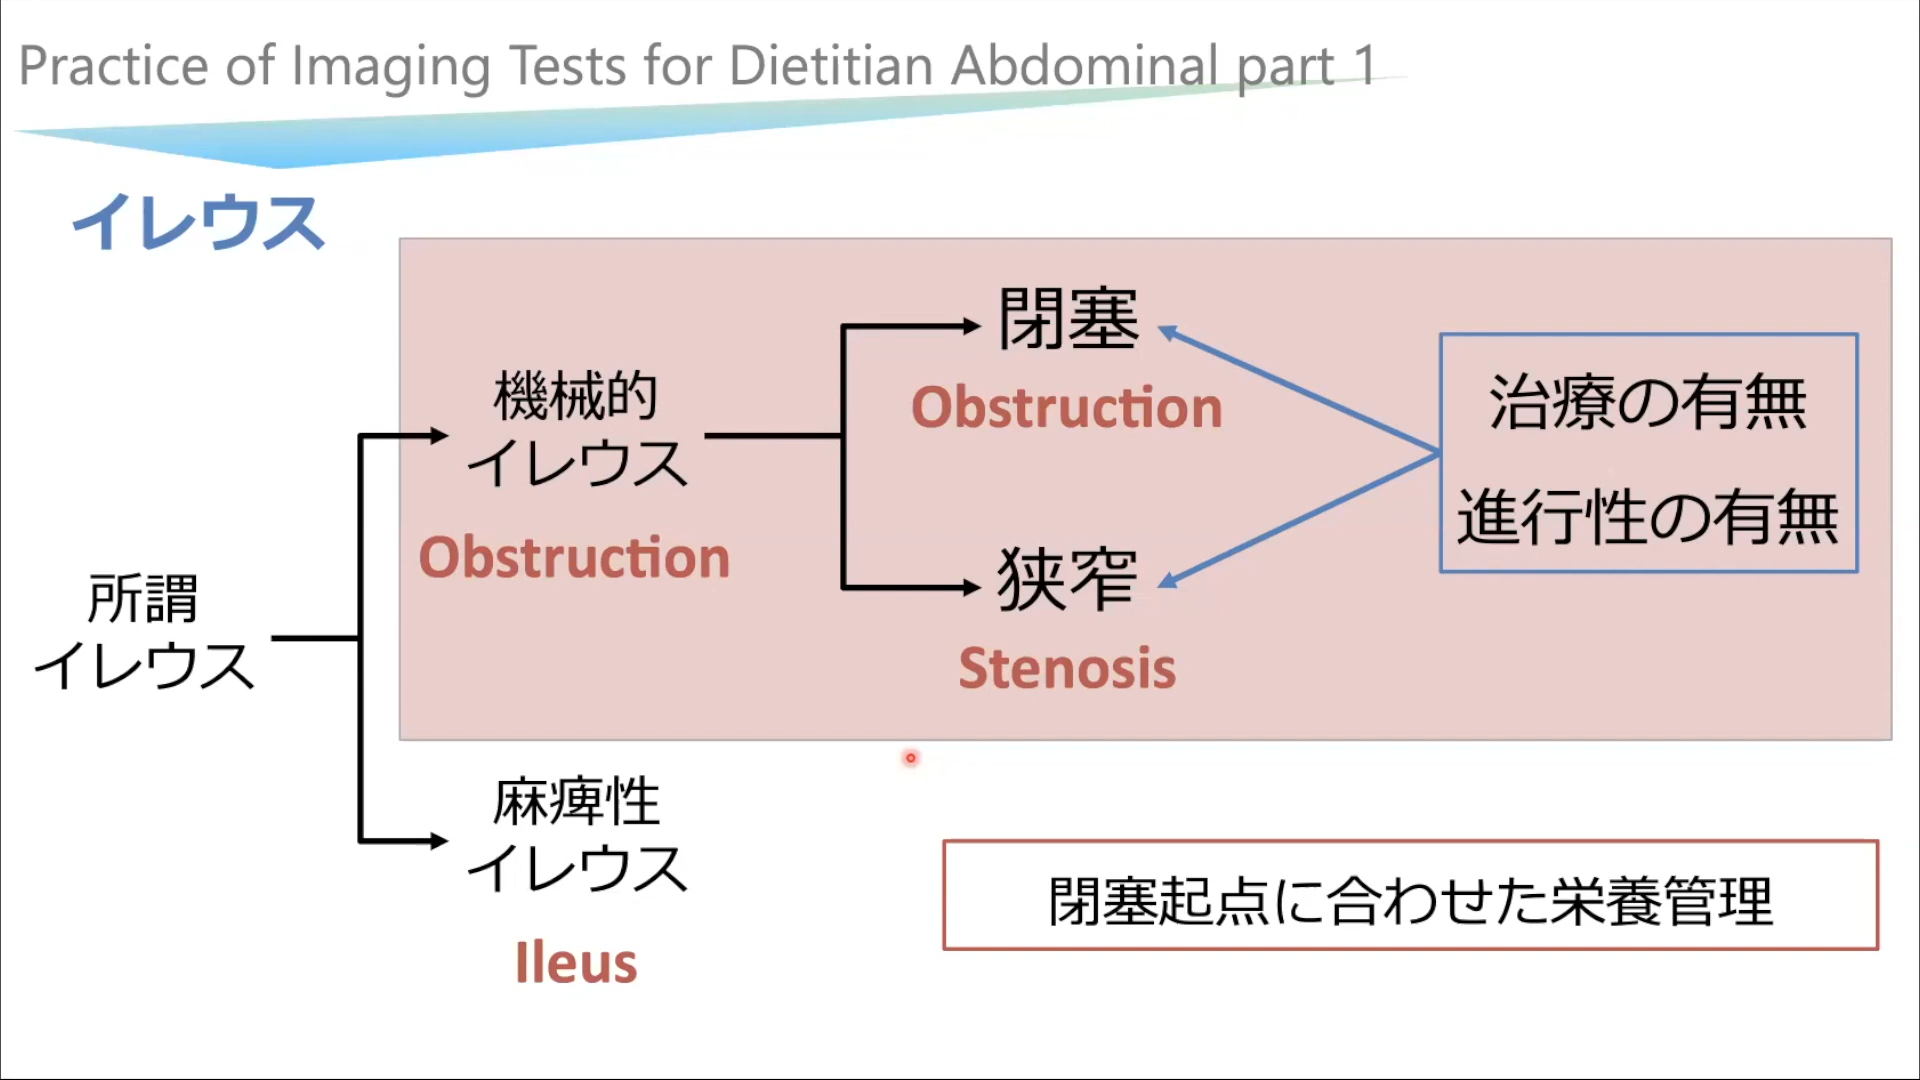 Practice of Imaging Tests for Dietitian Abdominal part 1
イレウス
所謂
イレウス
機械的
イレウス
Obstruction
閉塞
Obstruction
狭窄
Stenosis
治療の有無
進行性の有無
麻痺性
イレウス
Ileus
閉塞起点に合わせた栄養管理